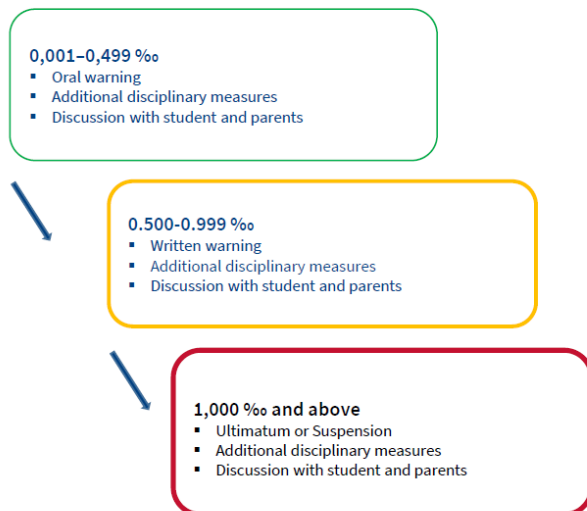 0,001–0,499 ‰
▪ Oral warning
▪ Additional disciplinary measures
▪ Discussion with student and parents
0.500-0.999 ‰
▪ Written warning
▪ Additional disciplinary measures
▪ Discussion with student and parents
1,000 ‰ and above
▪ Ultimatum or Suspension
▪ Additional disciplinary measures
▪ Discussion with student and parents